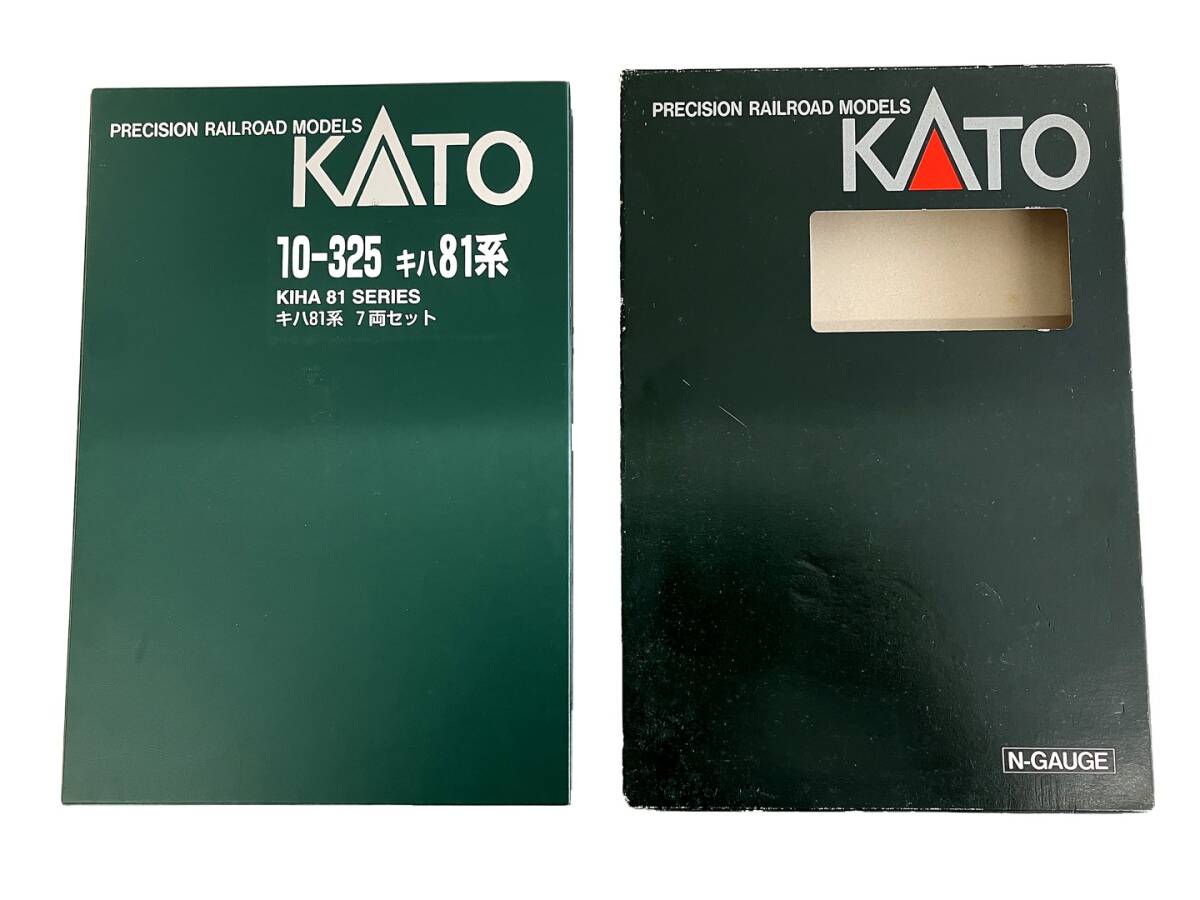 PRECISION RAILROAD MODELS
KATO
10-325 キハ81系
KIHA 81 SERIES
キハ81系 7両セット
PRECISION RAILROAD MODELS
KATO
N-GAUGE